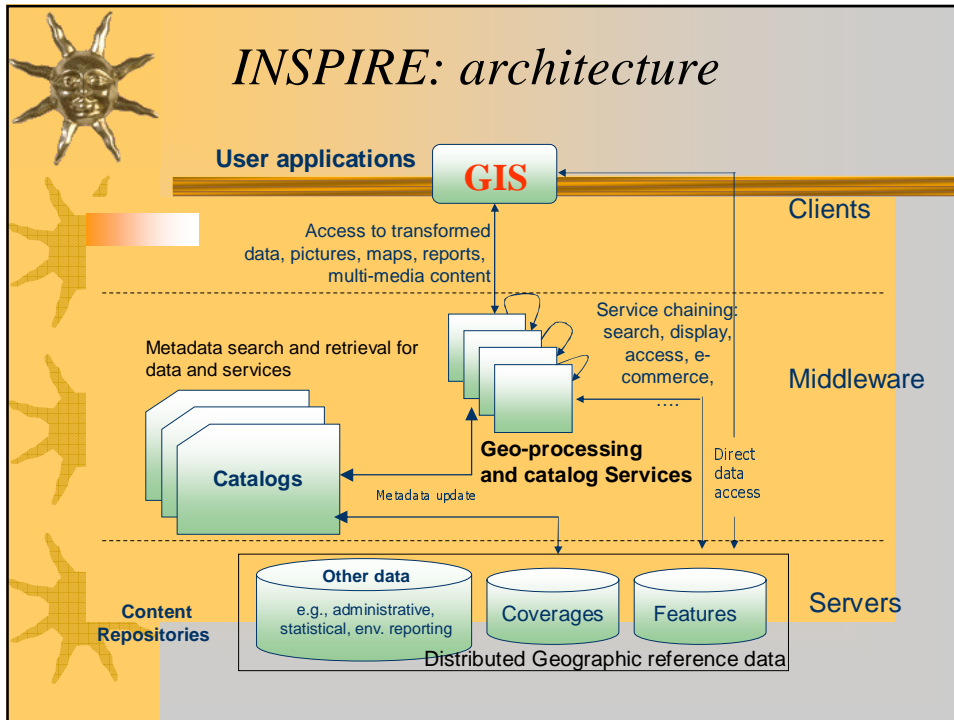 INSPIRE: architecture
User applications
GIS
Clients
Access to transformed
data, pictures, maps, reports,
multi-media content
Service chaining:
search, display,
access, e-
commerce,
....
Metadata search and retrieval for
data and services
Middleware
Geo-processing
and catalog Services
Catalogs
Metadata update
Direct
data
access
Other data
e.g., administrative,
statistical, env. reporting
Coverages
Features
Servers
Content
Repositories
Distributed Geographic reference data